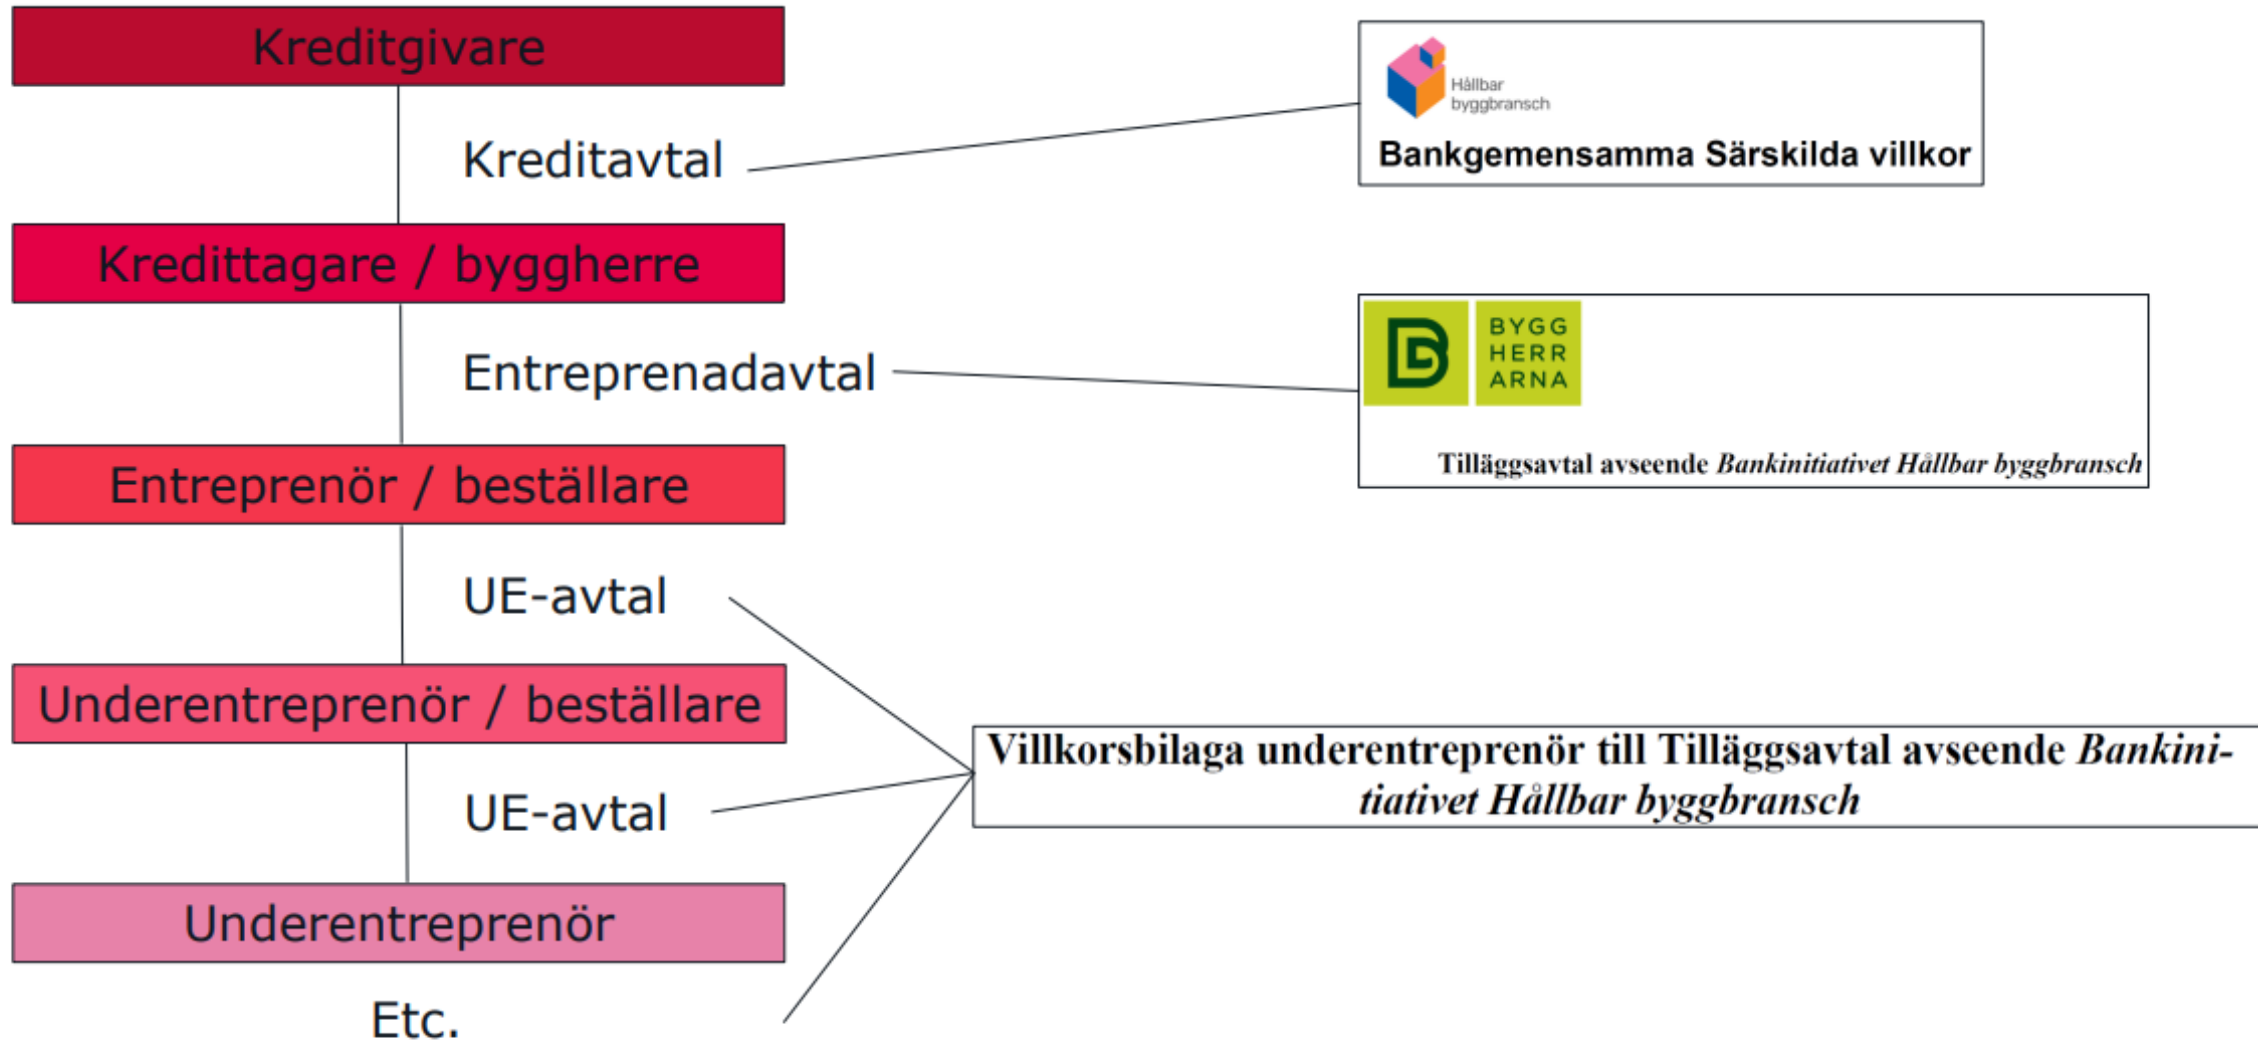 Kreditgivare
Hållbar
byggbransch
Kreditavtal
Bankgemensamma Särskilda villkor
Kredittagare / byggherre
BYGG
HERR
ARNA
Entreprenadavtal
Tilläggsavtal avseende Bankinitiativet Hållbar byggbransch
Entreprenör / beställare
UE-avtal
Underentreprenör / beställare
Villkorsbilaga underentreprenör till Tilläggsavtal avseende Bankini-
tiativet Hållbar byggbransch
UE-avtal
Underentreprenör
Etc.